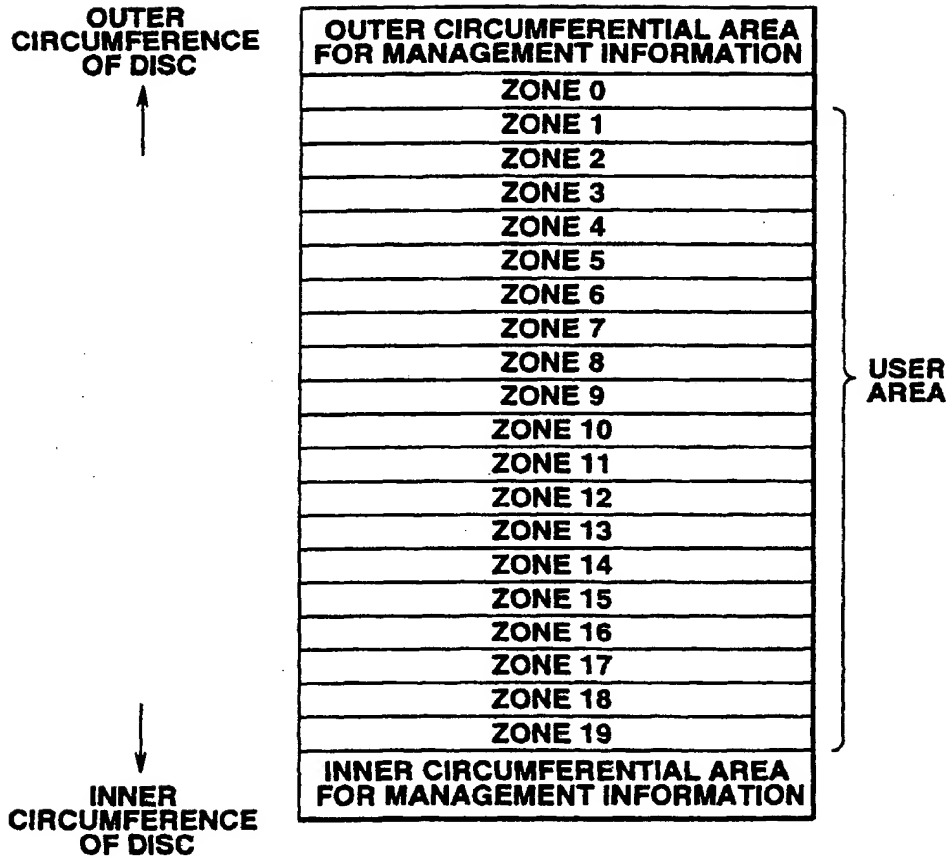 OUTER
CIRCUMFERENCE
OF DISC
OUTER CIRCUMFERENTIAL AREA
FOR MANAGEMENT INFORMATION
ZONE 0
ZONE 1
ZONE 2
ZONE 3
ZONE 4
ZONE 5
ZONE 6
ZONE 7
ZONE 8
ZONE 9
ZONE 10
ZONE 11
ZONE 12
ZONE 13
ZONE 14
ZONE 15
ZONE 16
ZONE 17
ZONE 18
ZONE 19
USER
AREA
INNER CIRCUMFERENTIAL AREA
FOR MANAGEMENT INFORMATION
INNER
CIRCUMFERENCE
OF DISC